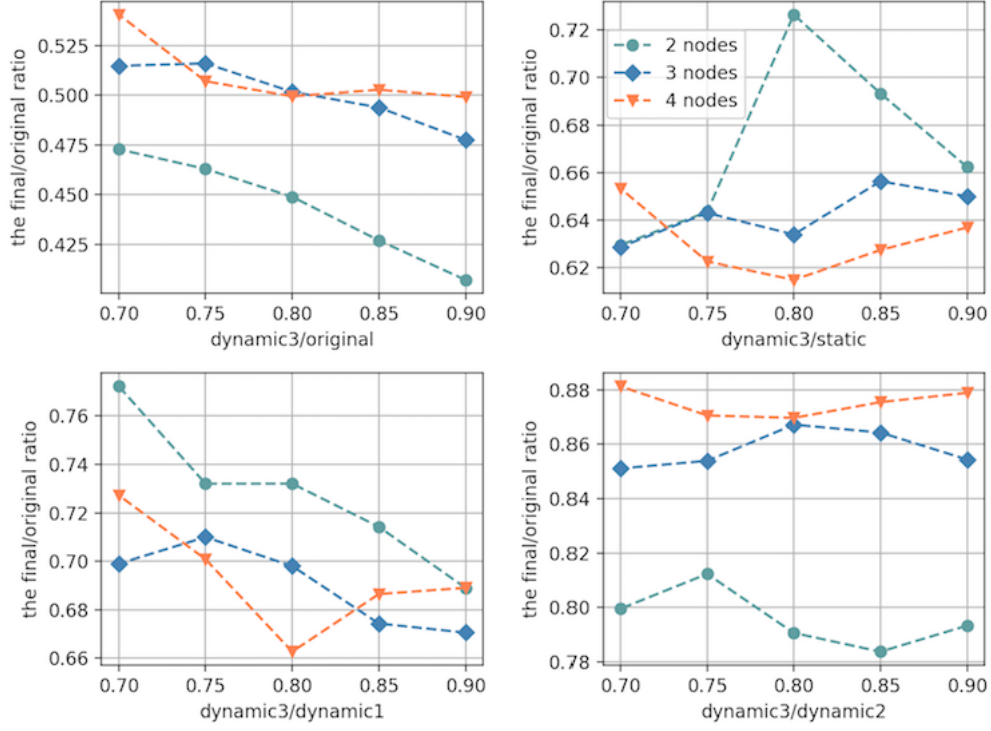 the final/original ratio
0.525
0.500
0.475
0.450
0.425
0.70 0.75 0.80 0.85 0.90
dynamic3/original
the final/original ratio
0.72
0.70
0.68
0.66
0.64
0.62
2 nodes
3 nodes
4 nodes
0.70 0.75 0.80 0.85 0.90
dynamic3/static
the final/original ratio
0.76
0.74
0.72
0.70
0.68
0.66
0.70 0.75 0.80 0.85 0.90
dynamic3/dynamic1
the final/original ratio
0.88
0.86
0.84
0.82
0.80
0.78
0.70 0.75 0.80 0.85 0.90
dynamic3/dynamic2